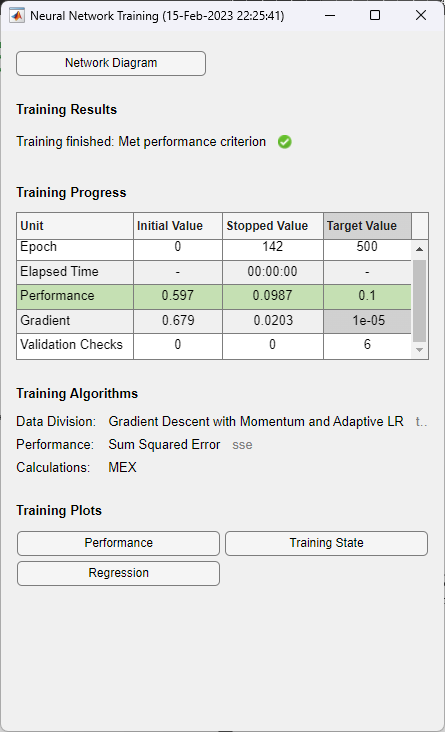 Neural Network Training (15-Feb-2023 22:25:41)
Network Diagram
Training Results
Training finished: Met performance criterion
Training Progress
Unit Initial Value Stopped Value Target Value
Epoch 0 142 500
Elapsed Time - 00:00:00 -
Performance 0.597 0.0987 0.1
Gradient 0.679 0.0203 1e-05
Validation Checks 0 0 6
Training Algorithms
Data Division: Gradient Descent with Momentum and Adaptive LR t...
Performance: Sum Squared Error sse
Calculations: MEX
Training Plots
Performance Training State
Regression